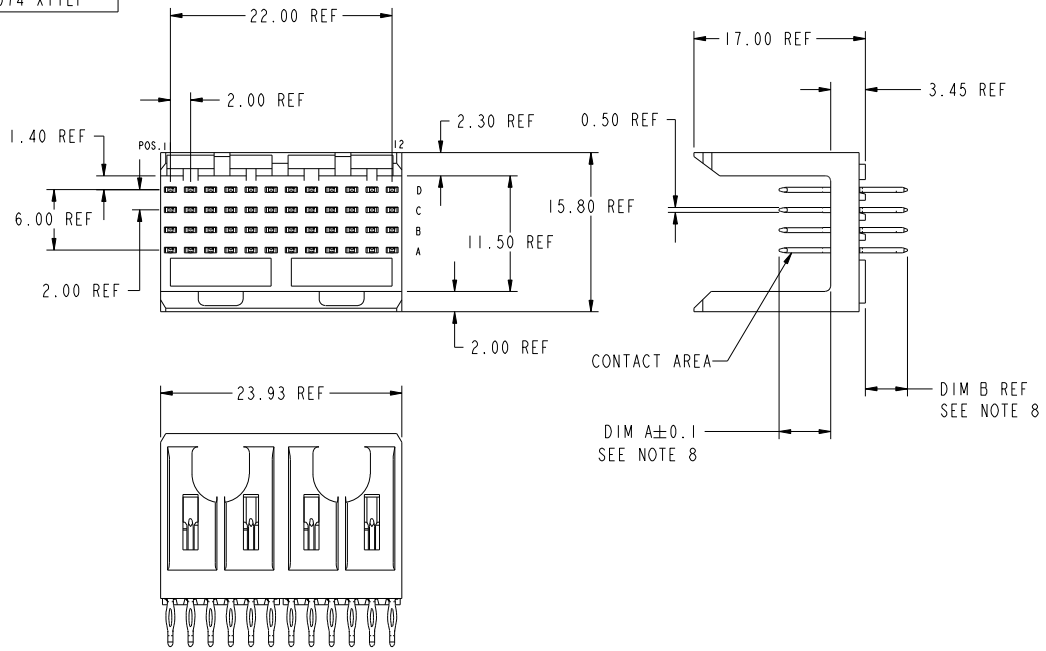 22.00 REF
17.00 REF
2.00 REF
3.45 REF
2.30 REF
0.50 REF
1.40 REF
POS.1
12
D
C
B
A
6.00 REF
15.80 REF
11.50 REF
2.00 REF
2.00 REF
CONTACT AREA
DIM B REF
SEE NOTE 8
DIM A±0.1
SEE NOTE 8
23.93 REF